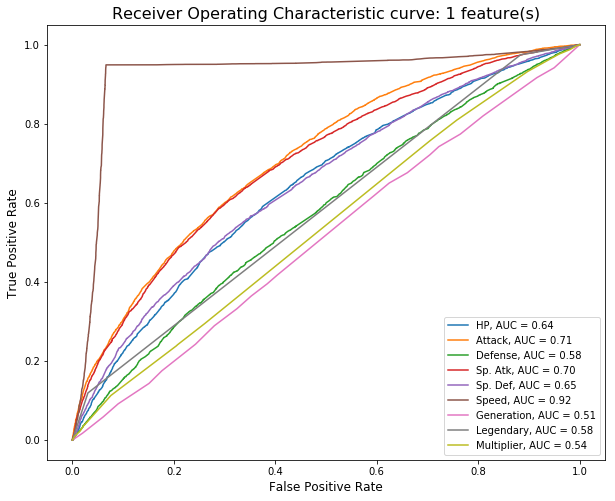 Receiver Operating Characteristic curve: 1 feature(s)
True Positive Rate
1.0
0.8
0.6
0.4
0.2
0.0
HP, AUC = 0.64
Attack, AUC = 0.71
Defense, AUC = 0.58
Sp. Atk, AUC = 0.70
Sp. Def, AUC = 0.65
Speed, AUC = 0.92
Generation, AUC = 0.51
Legendary, AUC = 0.58
Multiplier, AUC = 0.54
0.0 0.2 0.4 0.6 0.8 1.0
False Positive Rate